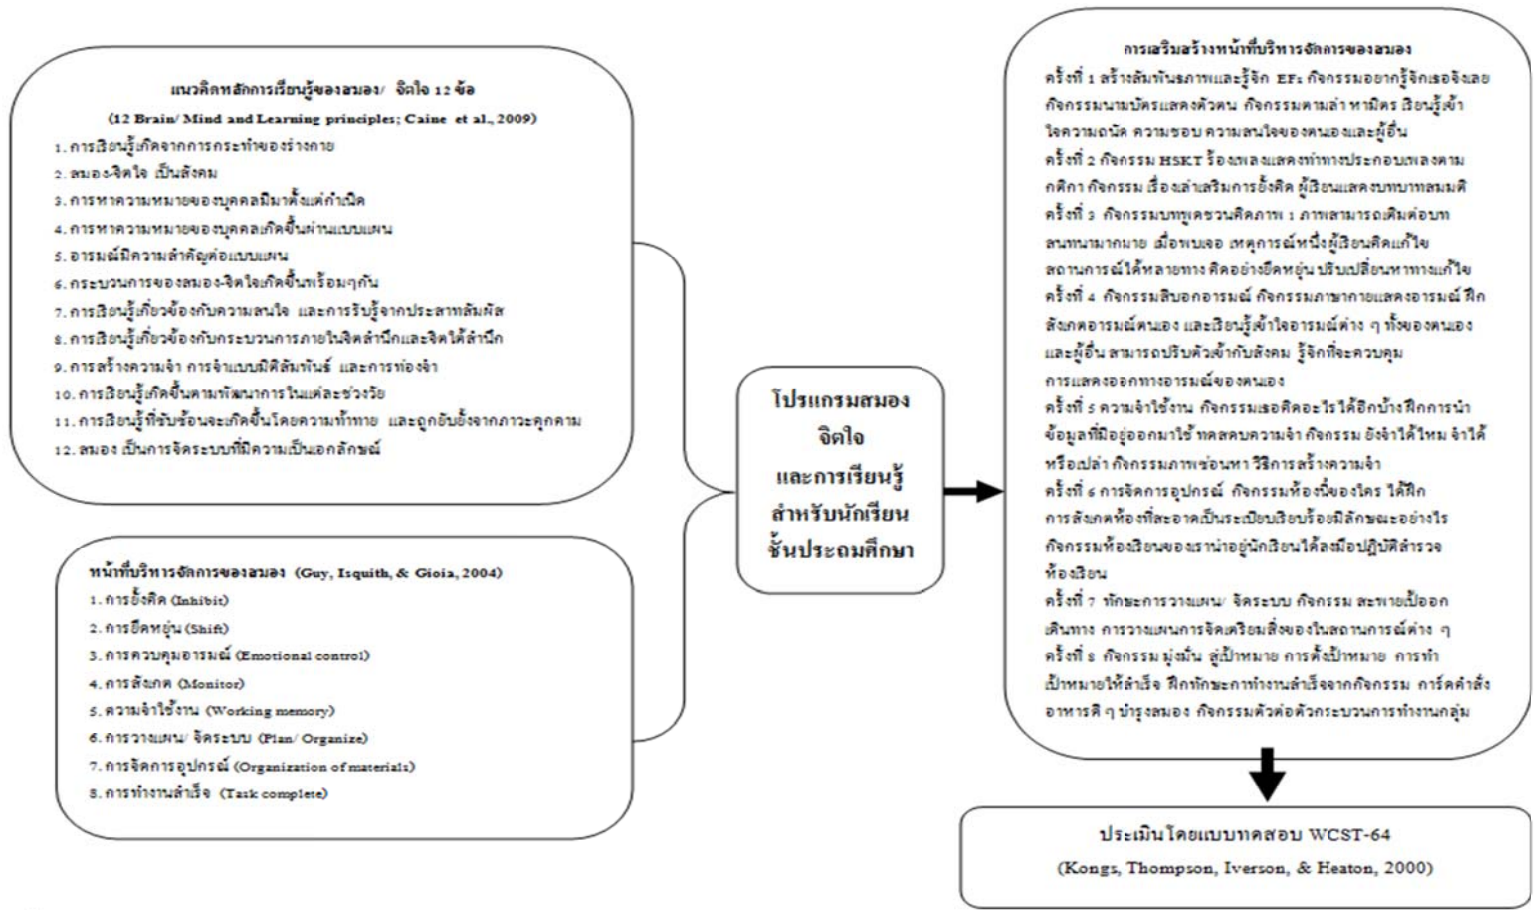 แนวคิดหลักการเรียนรู้ของสมอง/ จิตใจ 12 ข้อ
(12 Brain/ Mind and Learning principles; Caine et al., 2009)
1. การเรียนรู้เกิดจากการกระทำของร่างกาย
2. สมอง-จิตใจ เป็นสังคม
3. การหาความหมายของบุคคลมีมาตั้งแต่กำเนิด
4. การหาความหมายของบุคคลเกิดขึ้นผ่านแบบแผน
5. อารมณ์มีความสำคัญต่อแบบแผน
6. กระบวนการของสมอง-จิตใจเกิดขึ้นพร้อมๆกัน
7. การเรียนรู้เกี่ยวข้องกับความสนใจ และการรับรู้จากประสาทสัมผัส
8. การเรียนรู้เกี่ยวข้องกับกระบวนการภายในจิตสำนึกและจิตใต้สำนึก
9. การสร้างความจำ การจำแบบมิติสัมพันธ์ และการท่องจำ
10. การเรียนรู้เกิดขึ้นตามพัฒนาการในแต่ละช่วงวัย
11. การเรียนรู้ที่ซับซ้อนจะเกิดขึ้นโดยความท้าทาย และถูกยับยั้งจากภาวะคุกคาม
12. สมอง เป็นการจัดระบบที่มีความเป็นเอกลักษณ์
หน้าที่บริหารจัดการของสมอง (Guy, Isquith, & Gioia, 2004)
1. การยั้งคิด (Inhibit)
2. การยืดหยุ่น (Shift)
3. การควบคุมอารมณ์ (Emotional control)
4. การสังเกต (Monitor)
5. ความจำใช้งาน (Working memory)
6. การวางแผน/ จัดระบบ (Plan/ Organize)
7. การจัดการอุปกรณ์ (Organization of materials)
8. การทำงานสำเร็จ (Task complete)
โปรแกรมสมอง
จิตใจ
และการเรียนรู้
สำหรับนักเรียน
ชั้นประถมศึกษา
การเสริมสร้างหน้าที่บริหารจัดการของสมอง
ครั้งที่ 1 สร้างสัมพันธภาพและรู้จัก EFs กิจกรรมอยากรู้จักเธอจังเลย
กิจกรรมนามบัตรแสดงตัวตน กิจกรรมตามล่า หามิตร เรียนรู้เข้า
ใจความถนัด ความชอบ ความสนใจของตนเองและผู้อื่น
ครั้งที่ 2 กิจกรรม HSKT ร้องเพลงแสดงท่าทางประกอบเพลงตาม
กติกา กิจกรรม เรื่องเล่าเสริมการยั้งคิด ผู้เรียนแสดงบทบาทสมมติ
ครั้งที่ 3 กิจกรรมบทพูดชวนคิดภาพ 1 ภาพสามารถเติมต่อบท
สนทนามากมาย เมื่อพบเจอ เหตุการณ์หนึ่งผู้เรียนคิดแก้ไข
สถานการณ์ได้หลายทาง คิดอย่างยืดหยุ่น ปรับเปลี่ยนหาทางแก้ไข
ครั้งที่ 4 กิจกรรมสีบอกอารมณ์ กิจกรรมภาษากายแสดงอารมณ์ ฝึก
สังเกตอารมณ์ตนเอง และเรียนรู้เข้าใจอารมณ์ต่าง ๆ ทั้งของตนเอง
และผู้อื่น สามารถปรับตัวเข้ากับสังคม รู้จักที่จะควบคุม
การแสดงออกทางอารมณ์ของตนเอง
ครั้งที่ 5 ความจำใช้งาน กิจกรรมเธอคิดอะไรได้อีกบ้าง ฝึกการนำ
ข้อมูลที่มีอยู่ออกมาใช้ ทดสอบความจำ กิจกรรม ยังจำได้ไหม จำได้
หรือเปล่า กิจกรรมภาพซ่อนหา วิธีการสร้างความจำ
ครั้งที่ 6 การจัดการอุปกรณ์ กิจกรรมห้องนี้ของใคร ได้ฝึก
การสังเกตห้องที่สะอาดเป็นระเบียบเรียบร้อยมีลักษณะอย่างไร
กิจกรรมห้องเรียนของเราน่าอยู่นักเรียนได้ลงมือปฏิบัติสำรวจ
ห้องเรียน
ครั้งที่ 7 ทักษะการวางแผน/ จัดระบบ กิจกรรม สะพายเป้ออก
เดินทาง การวางแผนการจัดเตรียมสิ่งของในสถานการณ์ต่าง ๆ
ครั้งที่ 8 กิจกรรม มุ่งมั่น สู่เป้าหมาย การตั้งเป้าหมาย การทำ
เป้าหมายให้สำเร็จ ฝึกทักษะกาทำงานสำเร็จจากกิจกรรม การ์ดคำสั่ง
อาหารดี ๆ บำรุงสมอง กิจกรรมตัวต่อตัวกระบวนการทำงานกลุ่ม
ประเมินโดยแบบทดสอบ WCST-64
(Kongs, Thompson, Iverson, & Heaton, 2000)